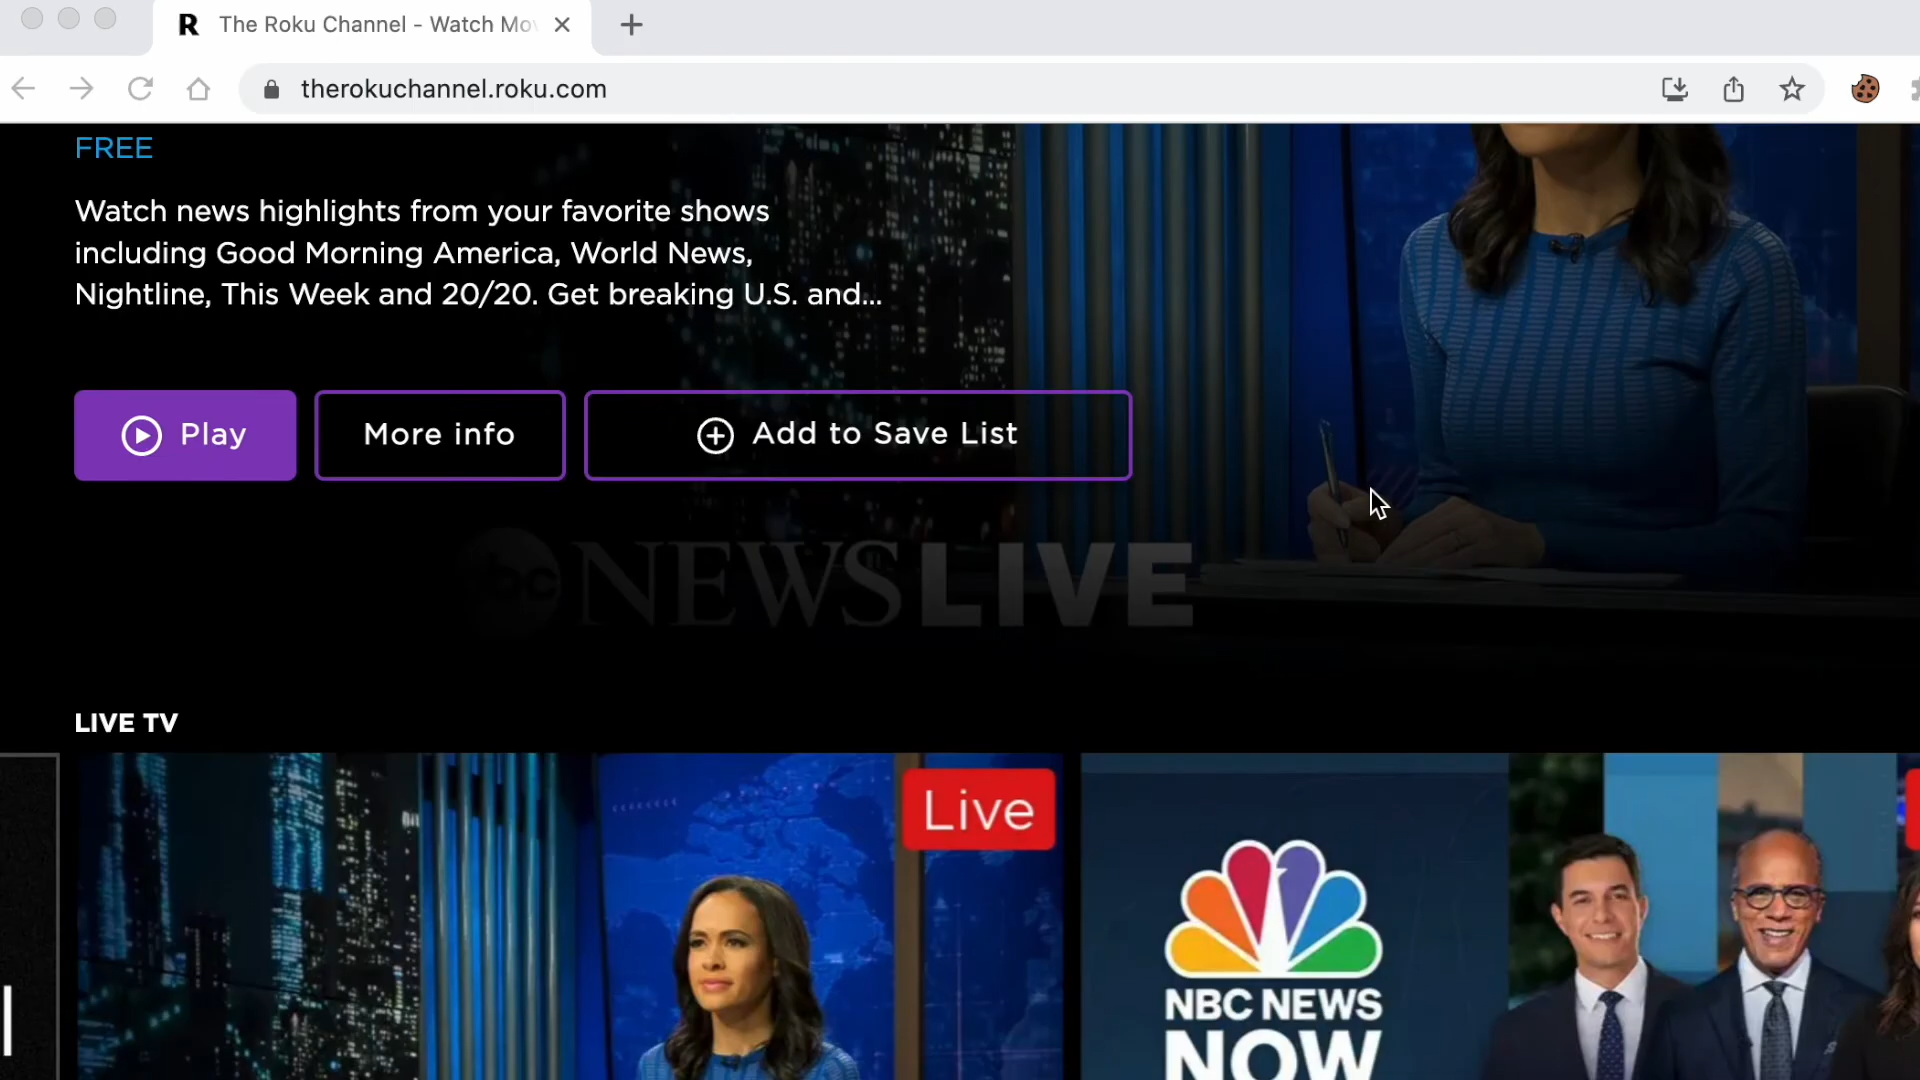 The Roku Channel - Watch Mov
therokuchannel.roku.com
FREE
Watch news highlights from your favorite shows
including Good Morning America, World News,
Nightline, This Week and 20/20. Get breaking U.S. and...
Play
More info
Add to Save List
abc NEWS LIVE
LIVE TV
Live
NBC NEWS
NOW